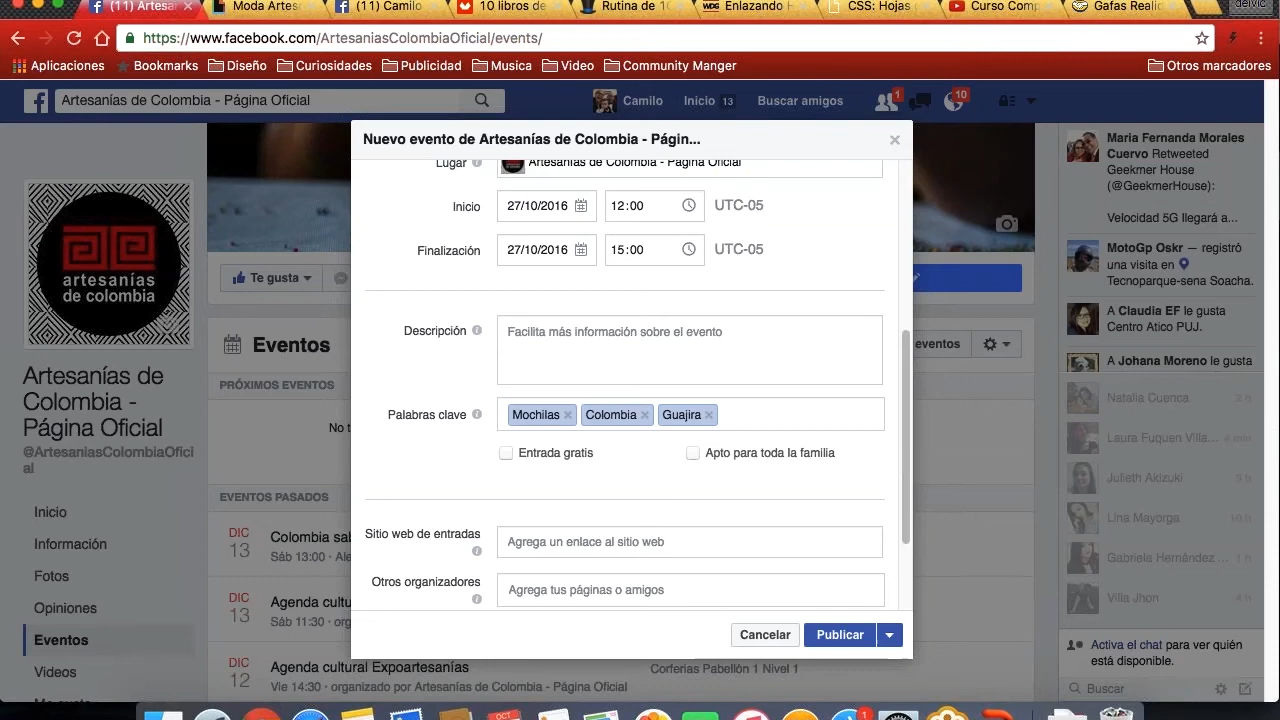 (11) Artesan
Moda Artes
(11) Camilo
10 libros de
Rutina de 10
Enlazando H
CSS: Hojas (
Curso Comp
Gafas Realid
deivic
https://www.facebook.com/ArtesaniasColombiaOficial/events/
Aplicaciones
Bookmarks
Diseño
Curiosidades
Publicidad
Musica
Video
Community Manger
Otros marcadores
Artesanías de Colombia - Página Oficial
Camilo
Inicio 13
Buscar amigos
1
10
Nuevo evento de Artesanías de Colombia - Págin...
Lugar
Artesanías de Colombia - Página Oficial
Inicio
27/10/2016
12:00
UTC-05
Finalización
27/10/2016
15:00
UTC-05
Descripción
Facilita más información sobre el evento
Palabras clave
Mochilas
Colombia
Guajira
Entrada gratis
Apto para toda la familia
Sitio web de entradas
Agrega un enlace al sitio web
Otros organizadores
Agrega tus páginas o amigos
Cancelar
Publicar
artesanías
de colombia
Artesanías de
Colombia -
Página Oficial
@ArtesaniasColombiaOfici
al
Inicio
Información
Fotos
Opiniones
Eventos
Videos
Te gusta
Eventos
eventos
PRÓXIMOS EVENTOS
No t
EVENTOS PASADOS
DIC
13
Colombia sal
Sáb 13:00 · Ale
DIC
13
Agenda cultu
Sáb 11:30 · org
DIC
12
Agenda cultural Expoartesanías
Vie 14:30 · organizado por Artesanías de Colombia - Página Oficial
Corferias Pabellón 1 Nivel 1
Maria Fernanda Morales
Cuervo Retweeted
Geekmer House
(@GeekmerHouse):
Velocidad 5G llegará a...
MotoGp Oskr — registró
una visita en
Tecnoparque-sena Soacha.
A Claudia EF le gusta
Centro Atico PUJ.
A Johana Moreno le gusta
Natalia Cuenca
Laura Fuquen Villa...
Julieth Akizuki
Lina Mayorga
Gabriela Hernández ...
Villa Jhon
Activa el chat para ver quién
está disponible.
Buscar
OCT
1